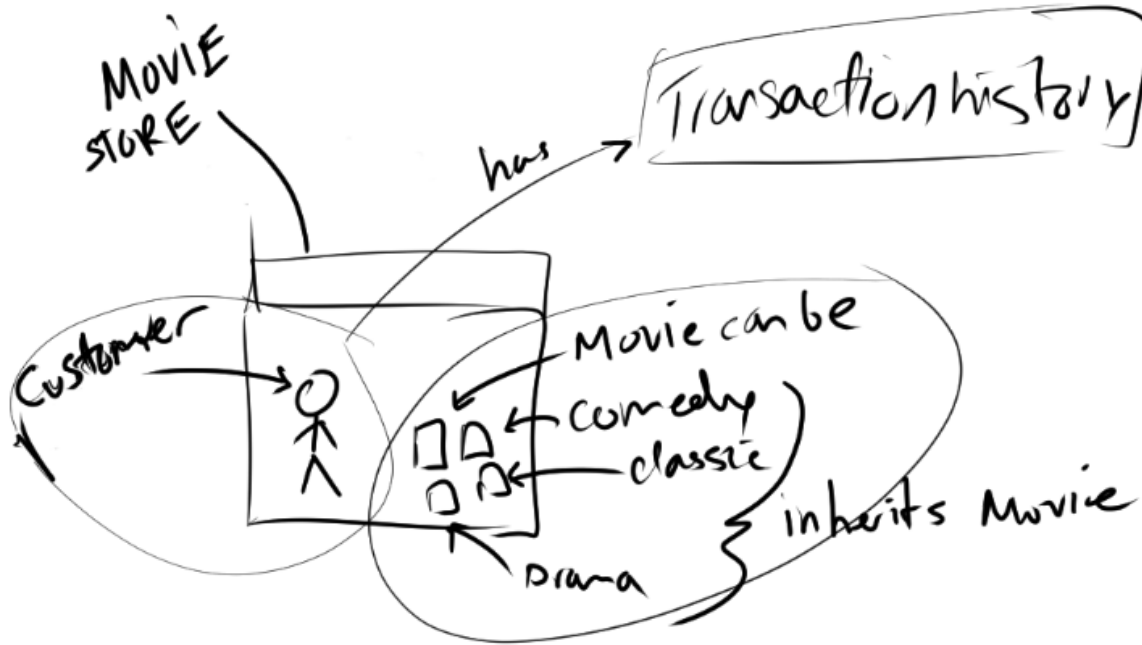 MOVIE
STORE
has
Transaction history
Customer
Movie can be
comedy
classic
Drama
inherits Movie